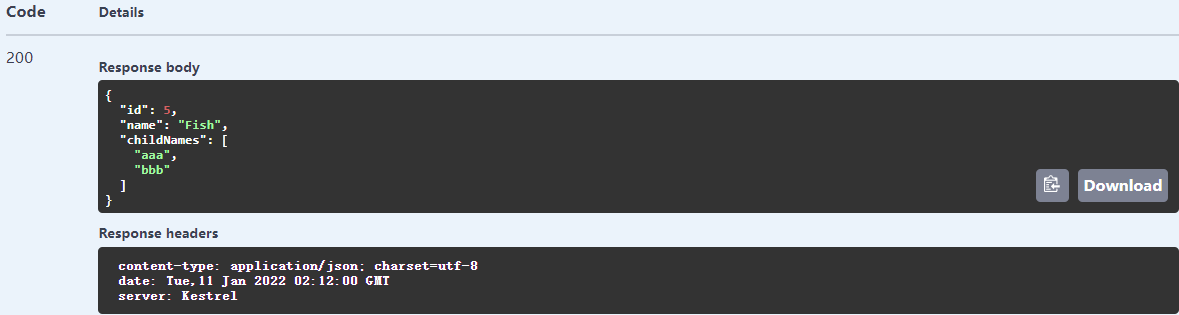 Code Details
200
Response body
{
  "id": 5,
  "name": "Fish",
  "childNames": [
    "aaa",
    "bbb"
  ]
}
Download
Response headers
content-type: application/json; charset=utf-8
date: Tue,11 Jan 2022 02:12:00 GMT
server: Kestrel